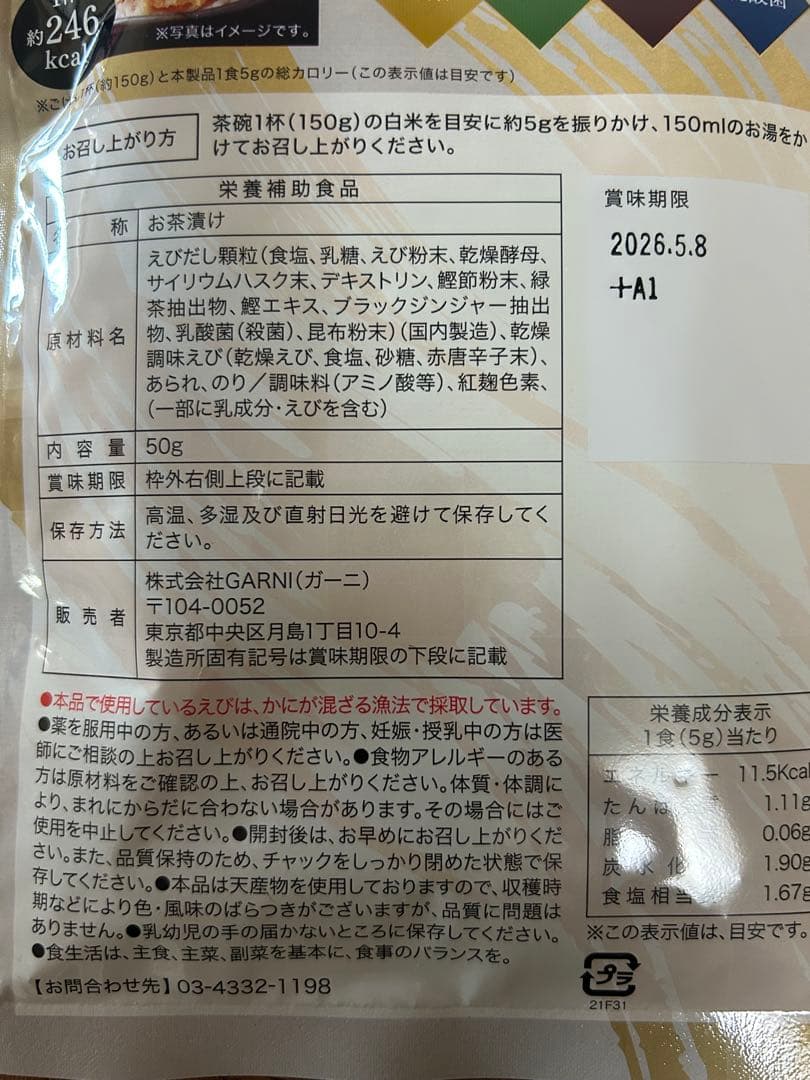 約246
kcal
※写真はイメージです。
酸菌
※ごはん1杯(約150g)と本製品1食5gの総カロリー(この表示値は目安です)
お召し上がり方
茶碗1杯(150g)の白米を目安に約5gを振りかけ、150mlのお湯をか
けてお召し上がりください。
栄養補助食品
名称 お茶漬け
原材料名
えびだし顆粒(食塩、乳糖、えび粉末、乾燥酵母、
サイリウムハスク末、デキストリン、鰹節粉末、緑
茶抽出物、鰹エキス、ブラックジンジャー抽出
物、乳酸菌(殺菌)、昆布粉末)(国内製造)、乾燥
調味えび(乾燥えび、食塩、砂糖、赤唐辛子末)、
あられ、のり/調味料(アミノ酸等)、紅麹色素、
(一部に乳成分・えびを含む)
内容量 50g
賞味期限 枠外右側上段に記載
保存方法
高温、多湿及び直射日光を避けて保存してく
ださい。
販売者
株式会社GARNI(ガーニ)
〒104-0052
東京都中央区月島1丁目10-4
製造所固有記号は賞味期限の下段に記載
賞味期限
2026.5.8
+A1
●本品で使用しているえびは、かにが混ざる漁法で採取しています。
●薬を服用中の方、あるいは通院中の方、妊娠・授乳中の方は医
師にご相談の上お召し上がりください。●食物アレルギーのある
方は原材料をご確認の上、お召し上がりください。体質・体調に
より、まれにからだに合わない場合があります。その場合にはご
使用を中止してください。●開封後は、お早めにお召し上がりくだ
さい。また、品質保持のため、チャックをしっかり閉めた状態で保
存してください。●本品は天産物を使用しておりますので、収穫時
期などにより色・風味のばらつきがございますが、品質に問題は
ありません。●乳幼児の手の届かないところに保存してください。
●食生活は、主食、主菜、副菜を基本に、食事のバランスを。
【お問合わせ先】03-4332-1198
栄養成分表示
1食(5g)当たり
エネルギー 11.5Kcal
たんぱ 1.11g
脂 0.06g
炭水化 1.90g
食塩相当 1.67g
※この表示値は、目安です。
プラ
21F31